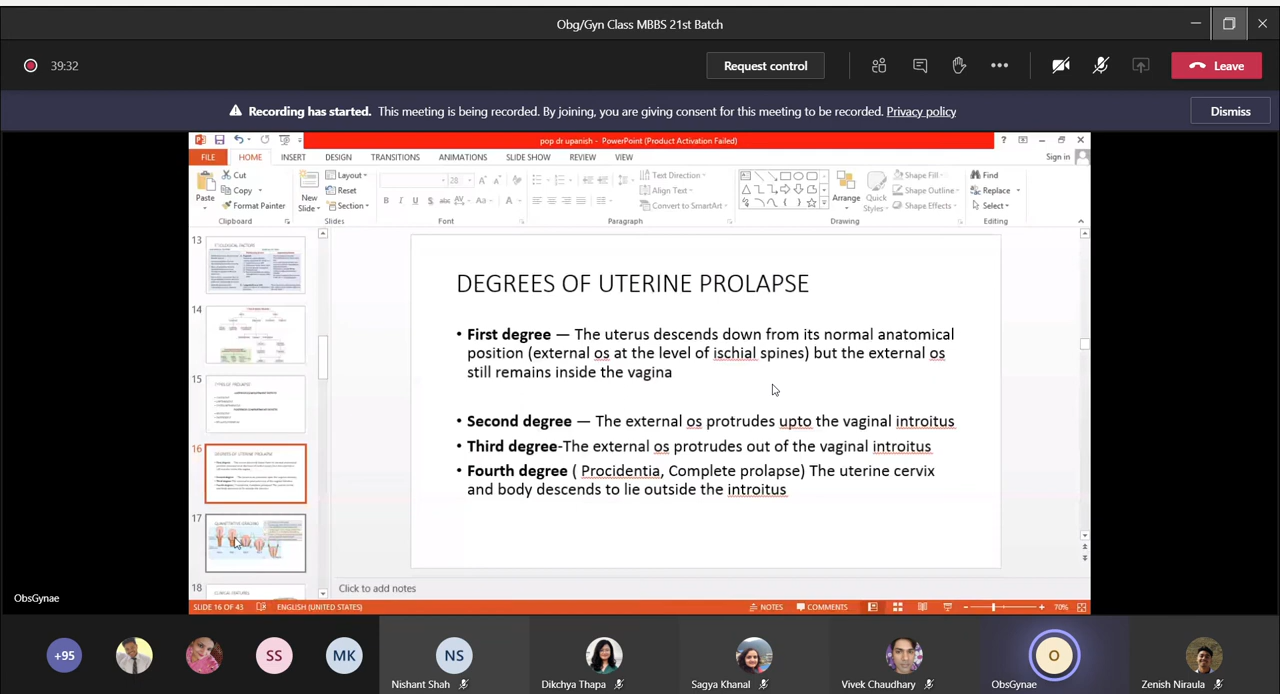 Obg/Gyn Class MBBS 21st Batch
39:32
Request control
Leave
Recording has started. This meeting is being recorded. By joining, you are giving consent for this meeting to be recorded. Privacy policy
Dismiss
pop dr upanish - PowerPoint (Product Activation Failed)
FILE HOME INSERT DESIGN TRANSITIONS ANIMATIONS SLIDE SHOW REVIEW VIEW
Sign in
Paste
Cut
Copy
Format Painter
Clipboard
New
Slide
Layout
Reset
Section
Slides
28
Font
Text Direction
Align Text
Convert to SmartArt
Paragraph
Arrange
Quick
Styles
Shape Fill
Shape Outline
Shape Effects
Drawing
Find
Replace
Select
Editing
13
14
15
16
DEGREES OF UTERINE PROLAPSE
17
18
DEGREES OF UTERINE PROLAPSE
• First degree — The uterus descends down from its normal anatomical
position (external os at the level of ischial spines) but the external os
still remains inside the vagina
• Second degree — The external os protrudes upto the vaginal introitus
• Third degree-The external os protrudes out of the vaginal introitus
• Fourth degree ( Procidentia, Complete prolapse) The uterine cervix
and body descends to lie outside the introitus
Click to add notes
SLIDE 16 OF 43
ENGLISH (UNITED STATES)
NOTES
COMMENTS
70%
ObsGynae
+95
SS
MK
NS
Nishant Shah
Dikchya Thapa
Sagya Khanal
Vivek Chaudhary
O
ObsGynae
Zenish Niraula